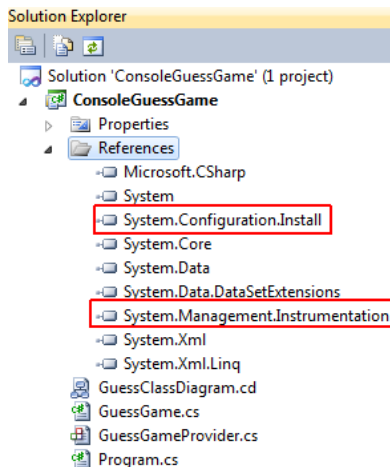 Solution Explorer
Solution 'ConsoleGuessGame' (1 project)
ConsoleGuessGame
Properties
References
Microsoft.CSharp
System
System.Configuration.Install
System.Core
System.Data
System.Data.DataSetExtensions
System.Management.Instrumentation
System.Xml
System.Xml.Linq
GuessClassDiagram.cd
GuessGame.cs
GuessGameProvider.cs
Program.cs